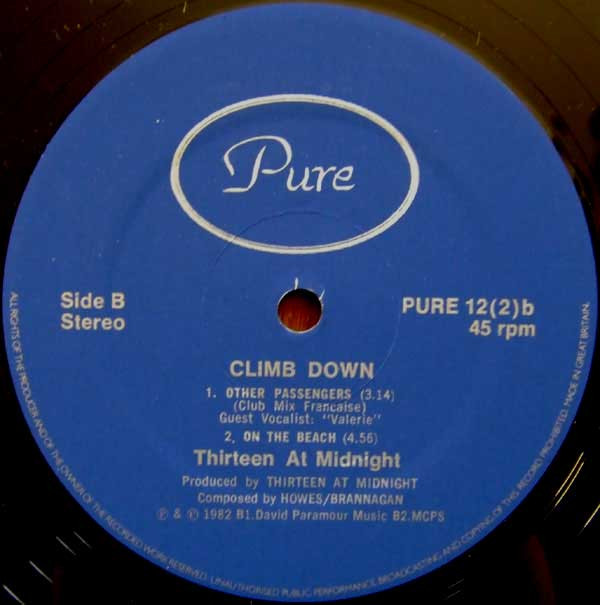 Pure
Side B
Stereo
PURE 12(2)b
45 rpm
CLIMB DOWN
1. OTHER PASSENGERS (3.14)
(Club Mix Francaise)
Guest Vocalist: "Valerie"
2, ON THE BEACH (4.56)
Thirteen At Midnight
Produced by THIRTEEN AT MIDNIGHT
Composed by HOWES/BRANNAGAN
Ⓟ & © 1982 B1.David Paramour Music B2.MCPS
ALL RIGHTS OF THE PRODUCER AND OF THE OWNER OF THE RECORDED WORK RESERVED. UNAUTHORISED PUBLIC PERFORMANCE, BROADCASTING AND COPYING OF THIS RECORD PROHIBITED. MADE IN GREAT BRITAIN.